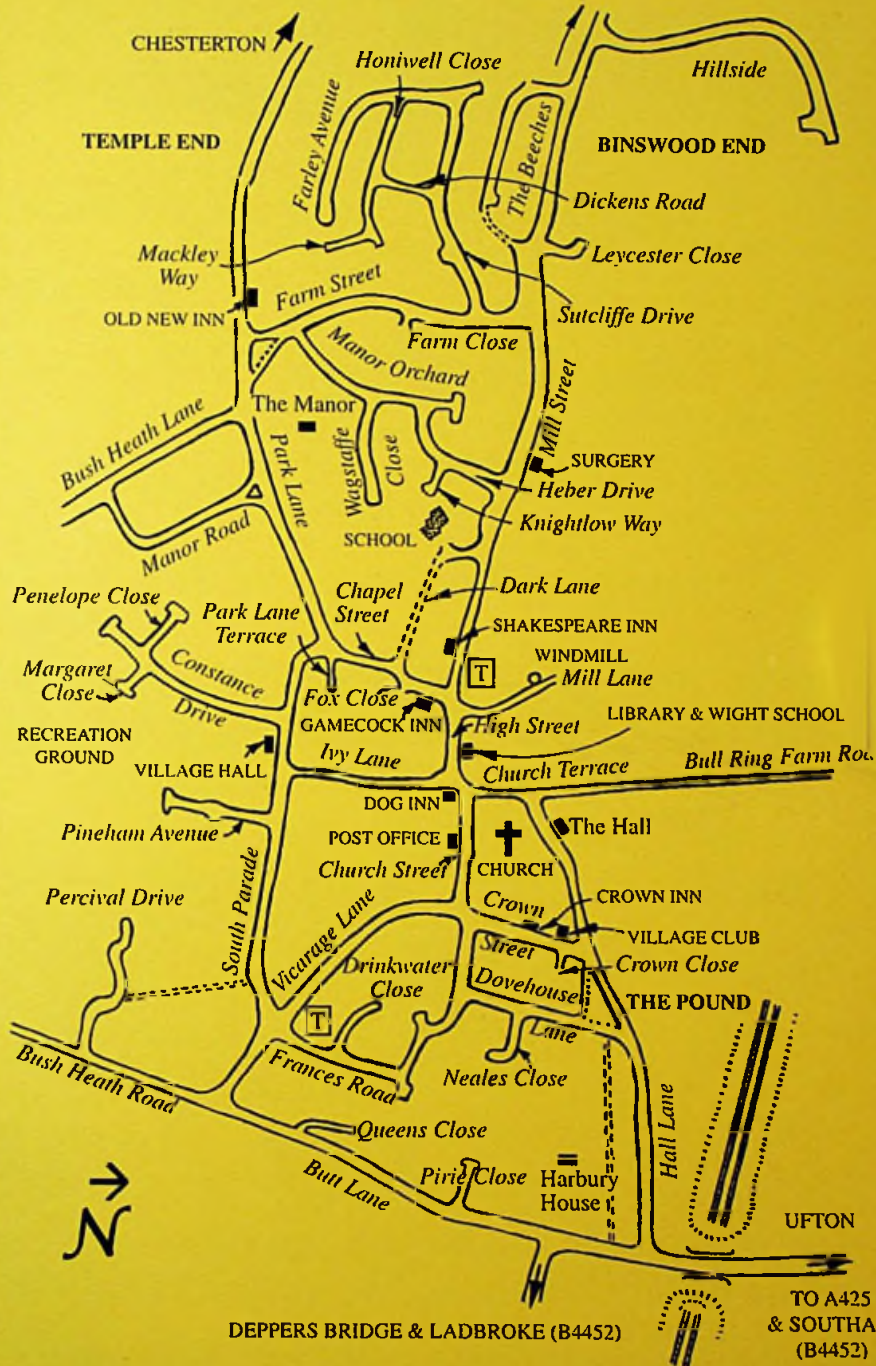 CHESTERTON
Honiwell Close
Hillside
TEMPLE END
Farley Avenue
The Beeches
BINSWOOD END
Dickens Road
Mackley
Way
Leycester Close
Farm Street
OLD NEW INN
Sutcliffe Drive
Farm Close
Manor Orchard
Bush Heath Lane
The Manor
Mill Street
Park Lane
Wagstaffe
Close
SURGERY
Heber Drive
Knightlow Way
SCHOOL
Manor Road
Dark Lane
Chapel
Street
Penelope Close
Park Lane
Terrace
SHAKESPEARE INN
T
WINDMILL
Mill Lane
Margaret
Close
Constance
Drive
Fox Close
GAMECOCK INN
High Street
LIBRARY & WIGHT SCHOOL
RECREATION
GROUND
VILLAGE HALL
Ivy Lane
Church Terrace
Bull Ring Farm
DOG INN
Pineham Avenue
POST OFFICE
The Hall
Church Street
CHURCH
Percival Drive
South Parade
Vicarage Lane
Crown
Street
CROWN INN
VILLAGE CLUB
Drinkwater
Close
Crown Close
Dovehouse
Lane
THE POUND
T
Bush Heath Road
Frances Road
Neales Close
Hall Lane
Queens Close
Butt Lane
Pirie Close
Harbury
House
N
UFTON
DEPPERS BRIDGE & LADBROKE (B4452)
TO A425
& SOUTHA
(B4452)